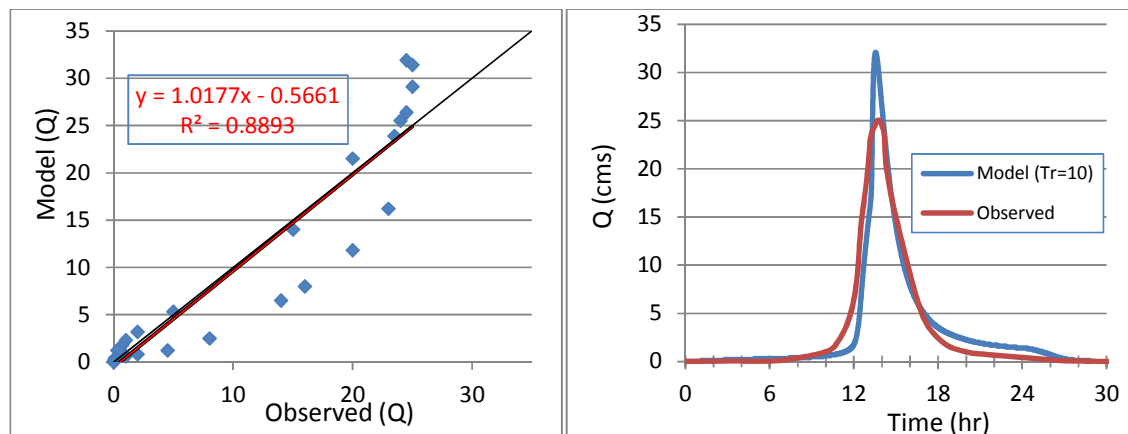 35
30
25
20
15
10
5
0
Model (Q)
y = 1.0177x - 0.5661
R² = 0.8893
0 10 20 30
Observed (Q)
35
30
25
20
15
10
5
0
Q (cms)
Model (Tr=10)
Observed
0 6 12 18 24 30
Time (hr)